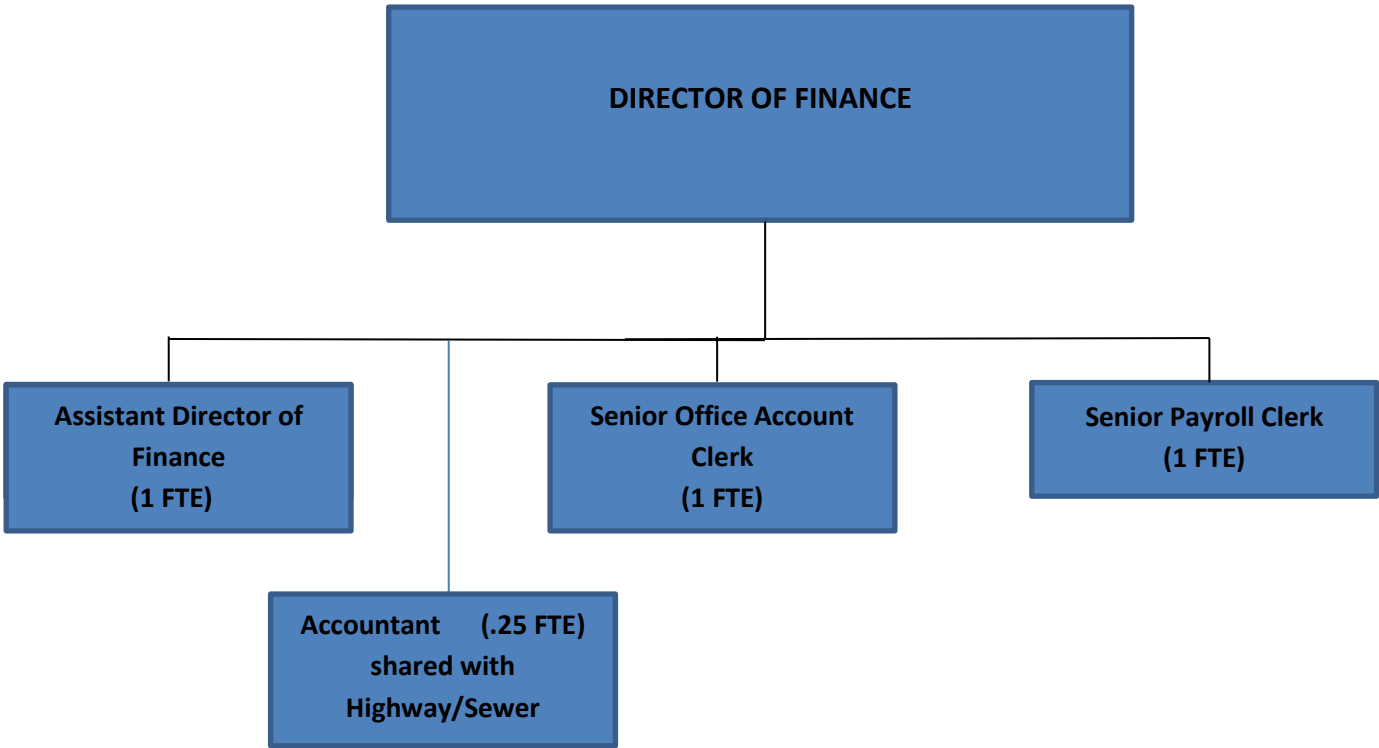 DIRECTOR OF FINANCE
Assistant Director of
Finance
(1 FTE)
Senior Office Account
Clerk
(1 FTE)
Senior Payroll Clerk
(1 FTE)
Accountant (.25 FTE)
shared with
Highway/Sewer